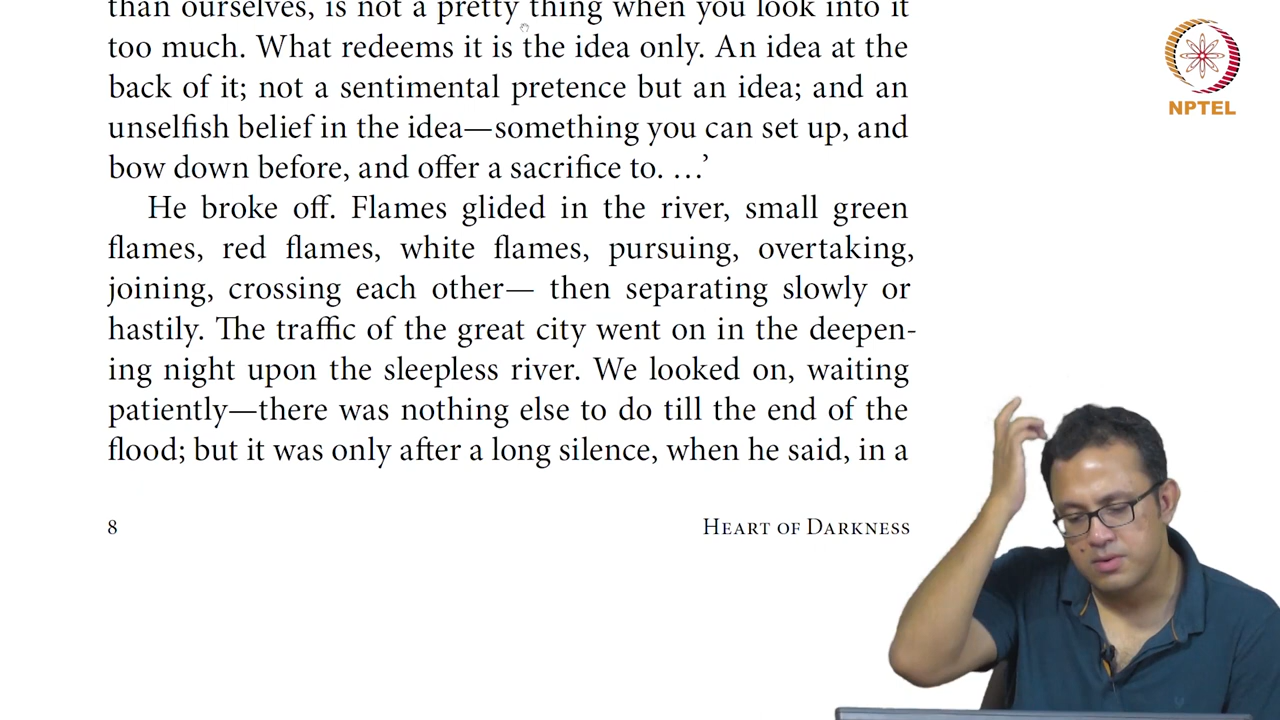 than ourselves, is not a pretty thing when you look into it
too much. What redeems it is the idea only. An idea at the
back of it; not a sentimental pretence but an idea; and an
unselfish belief in the idea—something you can set up, and
bow down before, and offer a sacrifice to. …’
He broke off. Flames glided in the river, small green
flames, red flames, white flames, pursuing, overtaking,
joining, crossing each other— then separating slowly or
hastily. The traffic of the great city went on in the deepen-
ing night upon the sleepless river. We looked on, waiting
patiently—there was nothing else to do till the end of the
flood; but it was only after a long silence, when he said, in a
8 HEART OF DARKNESS
NPTEL